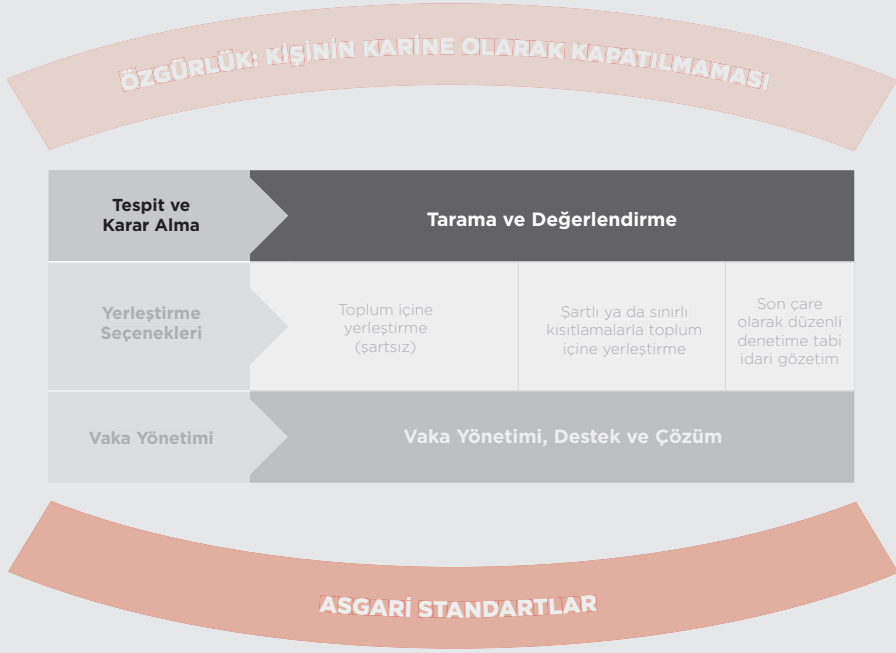 ÖZGÜRLÜK: KİŞİNİN KARİNE OLARAK KAPATILMAMASI
Tespit ve
Karar Alma
Tarama ve Değerlendirme
Yerleştirme
Seçenekleri
Toplum içine
yerleştirme
(şartsız)
Şartlı ya da sınırlı
kısıtlamalarla toplum
içine yerleştirme
Son çare
olarak düzenli
denetime tabi
idari gözetim
Vaka Yönetimi
Vaka Yönetimi, Destek ve Çözüm
ASGARİ STANDARTLAR